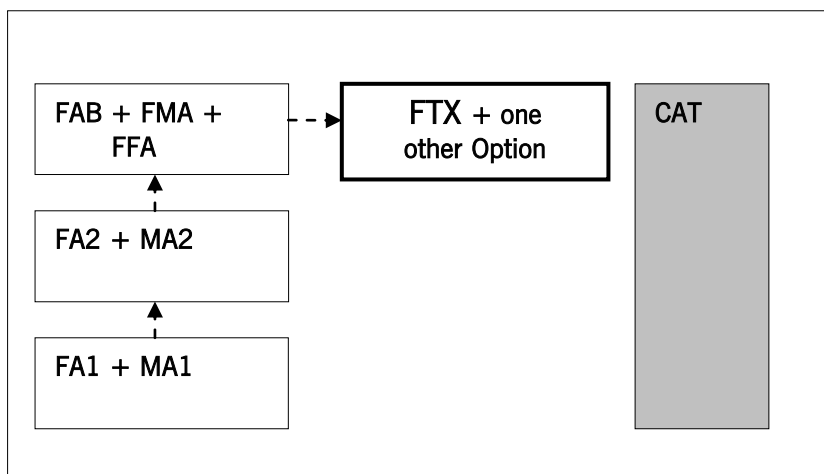 FAB + FMA +
FFA
FTX + one
other Option
CAT
FA2 + MA2
FA1 + MA1